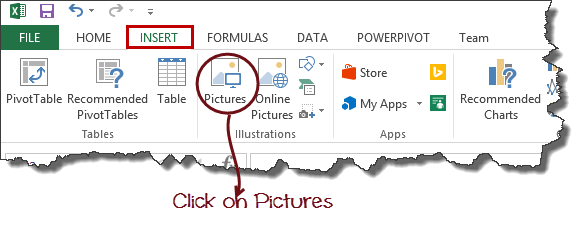 FILE HOME INSERT FORMULAS DATA POWERPIVOT Team
PivotTable Recommended PivotTables Table Pictures Online Pictures Store My Apps Recommended Charts
Tables Illustrations Apps
Click on Pictures